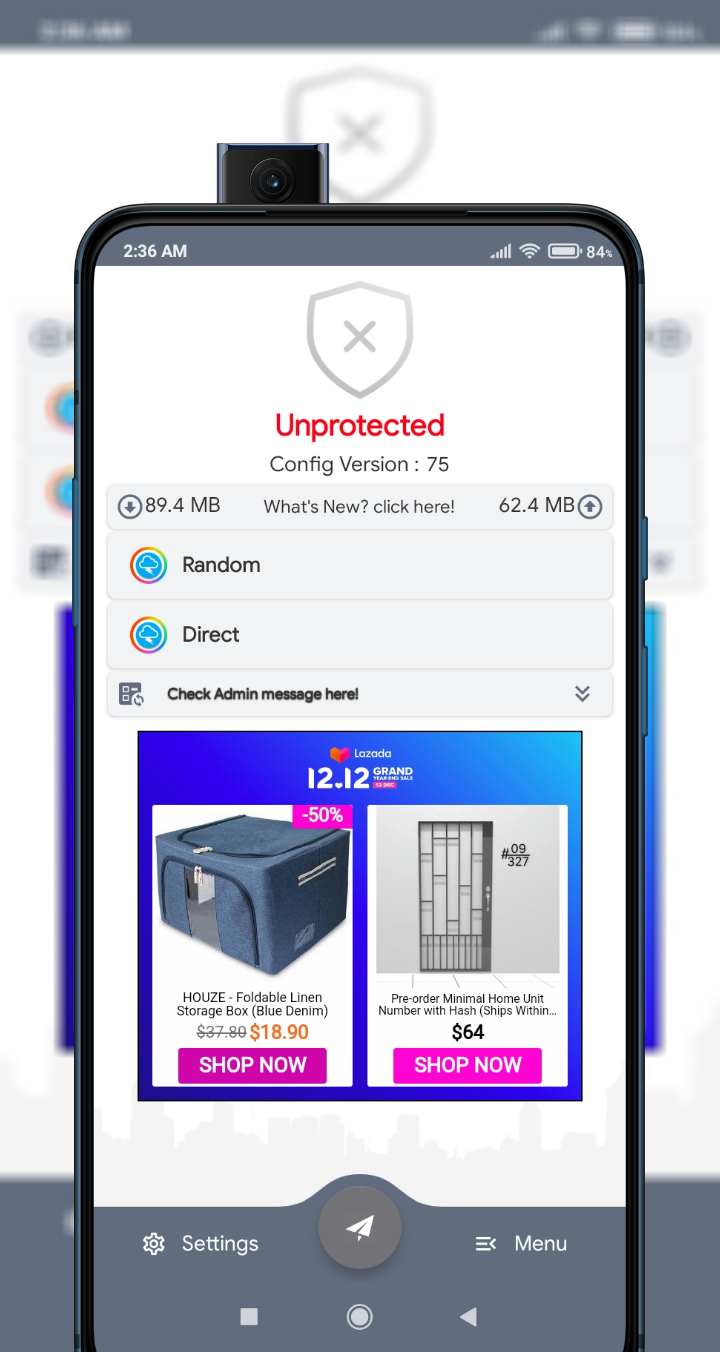 2:36 AM
84%
Unprotected
Config Version : 75
89.4 MB What's New? click here! 62.4 MB
Random
Direct
Check Admin message here!
Lazada
12.12 GRAND
YEAR-END SALE
12 DEC
-50%
#09
327
HOUZE - Foldable Linen
Storage Box (Blue Denim)
$37.80 $18.90
SHOP NOW
Pre-order Minimal Home Unit
Number with Hash (Ships Within...
$64
SHOP NOW
Settings
Menu